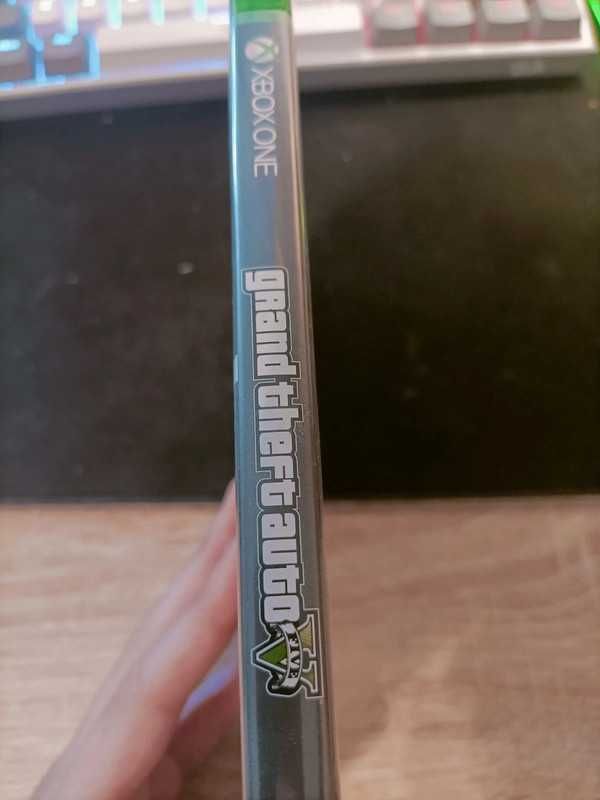 XBOX ONE
grand theft auto
V
FIVE